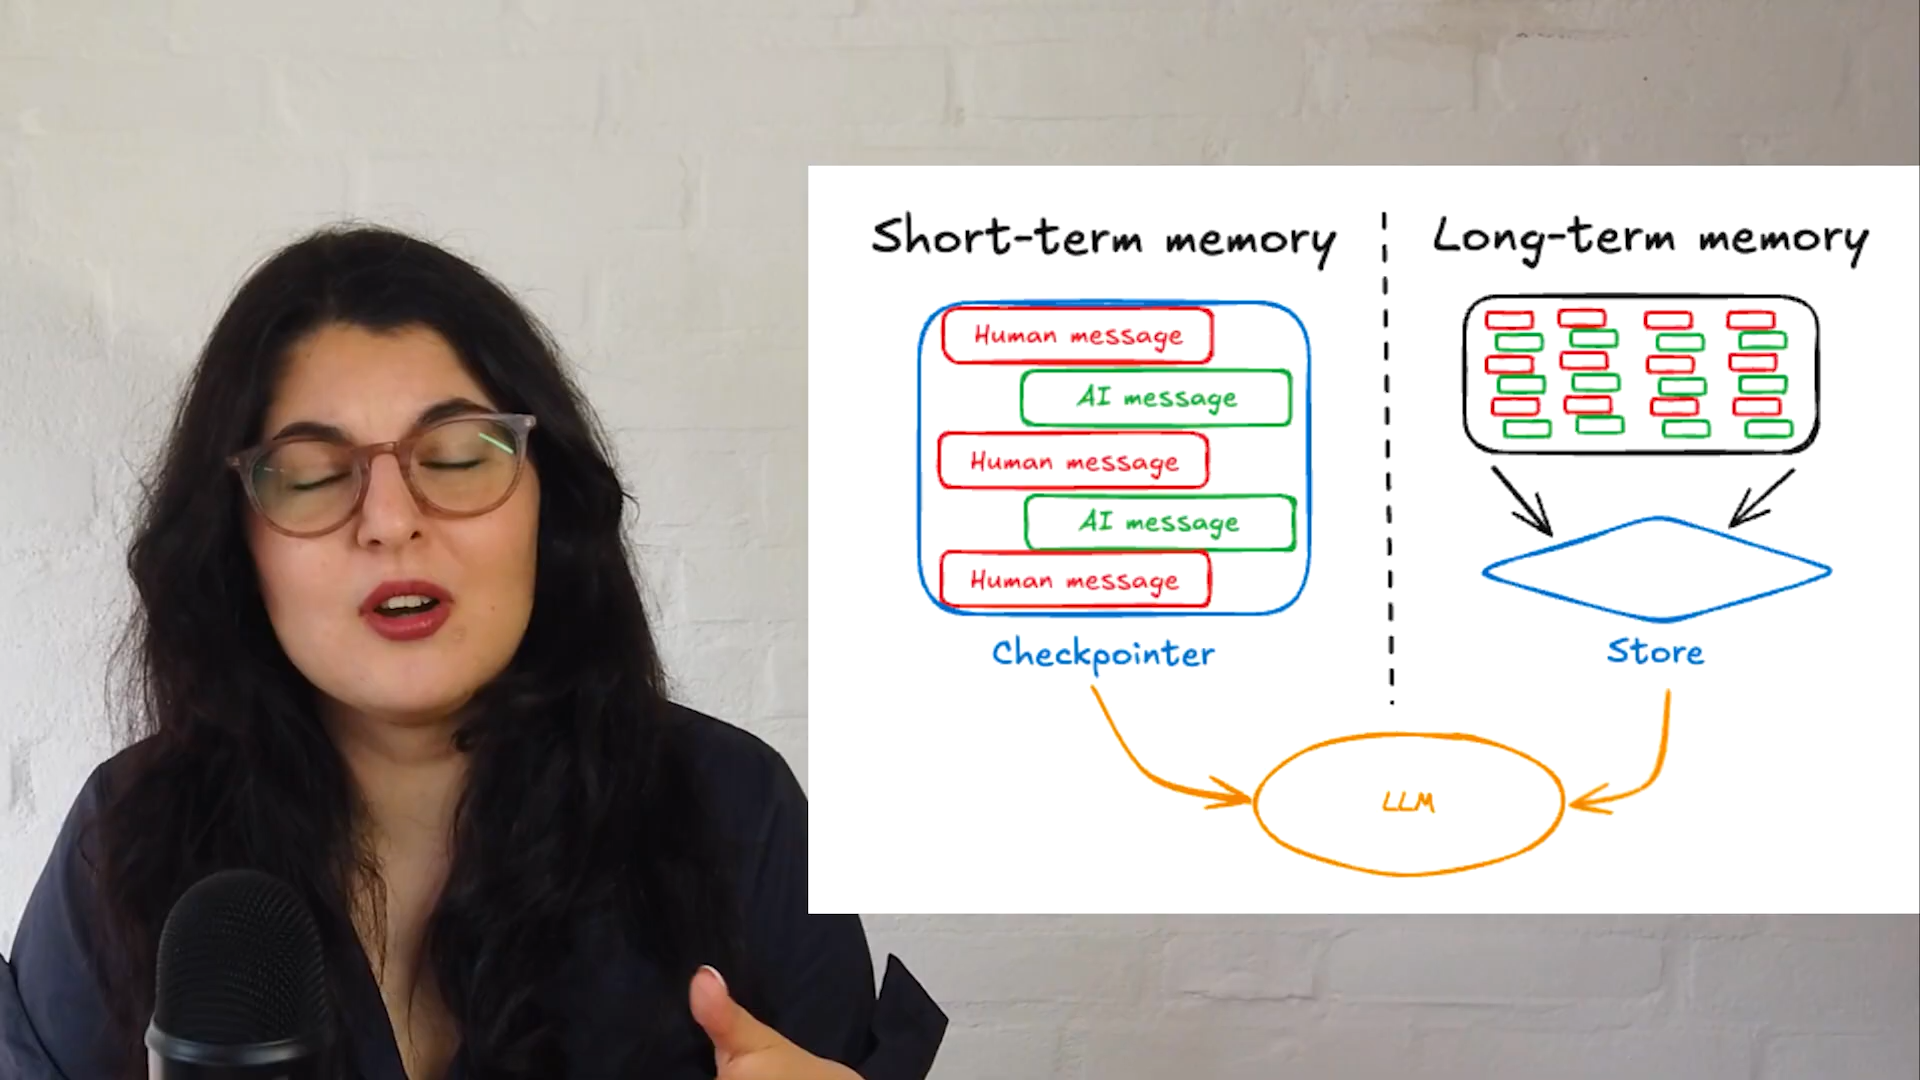 Short-term memory
Human message
AI message
Human message
AI message
Human message
Checkpointer
Long-term memory
Store
LLM